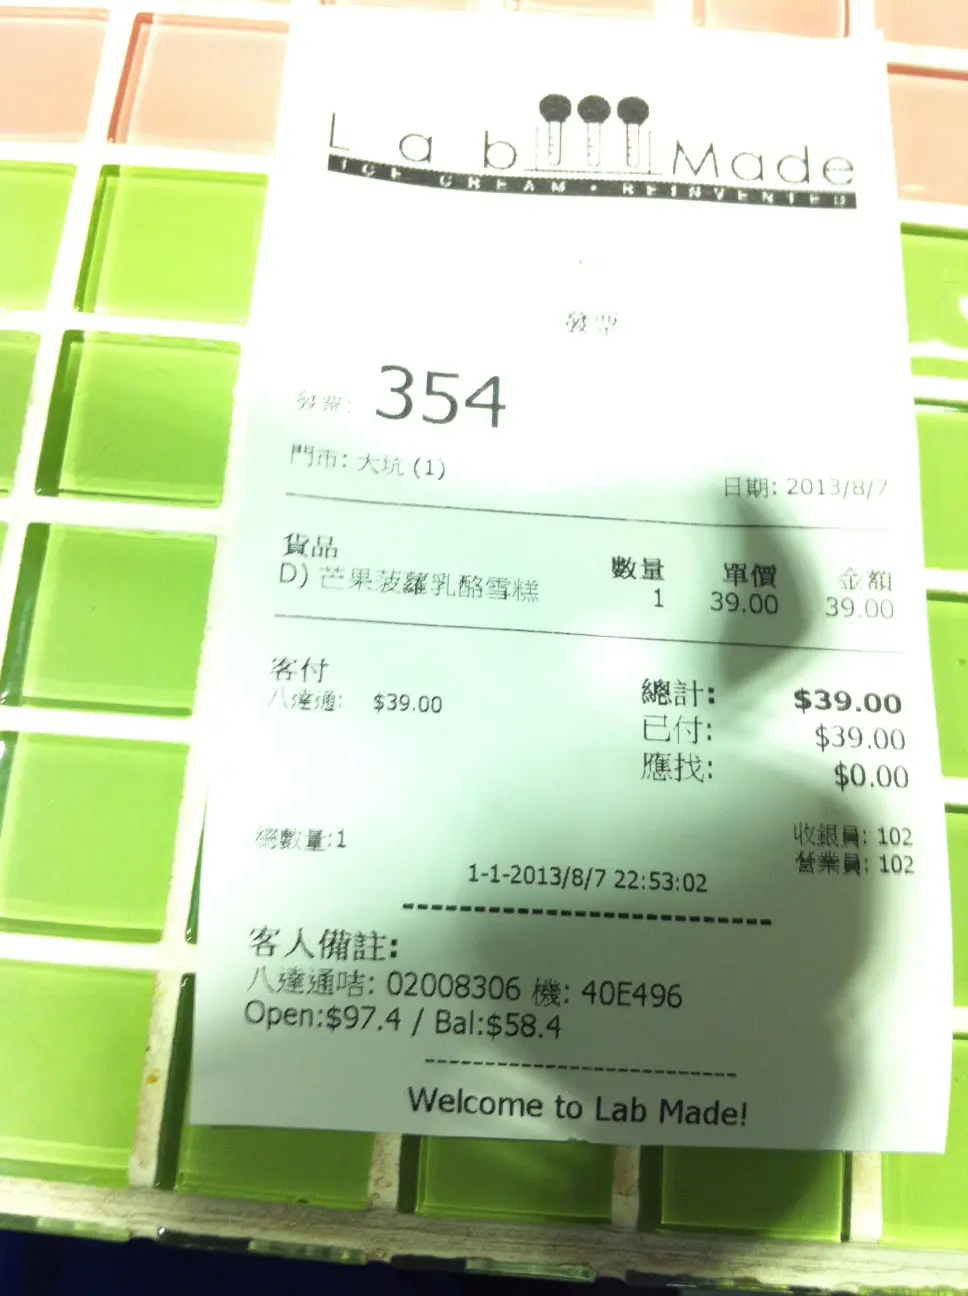 Lab Made
ICE CREAM • REINVENTED
發票
發票: 354
門市: 大坑 (1)
日期: 2013/8/7
貨品 數量 單價 金額
D) 芒果菠蘿乳酪雪糕 1 39.00 39.00
客付
八達通: $39.00
總計: $39.00
已付: $39.00
應找: $0.00
總數量:1
收銀員: 102
營業員: 102
1-1-2013/8/7 22:53:02
客人備註:
八達通咭: 02008306 機: 40E496
Open:$97.4 / Bal:$58.4
Welcome to Lab Made!